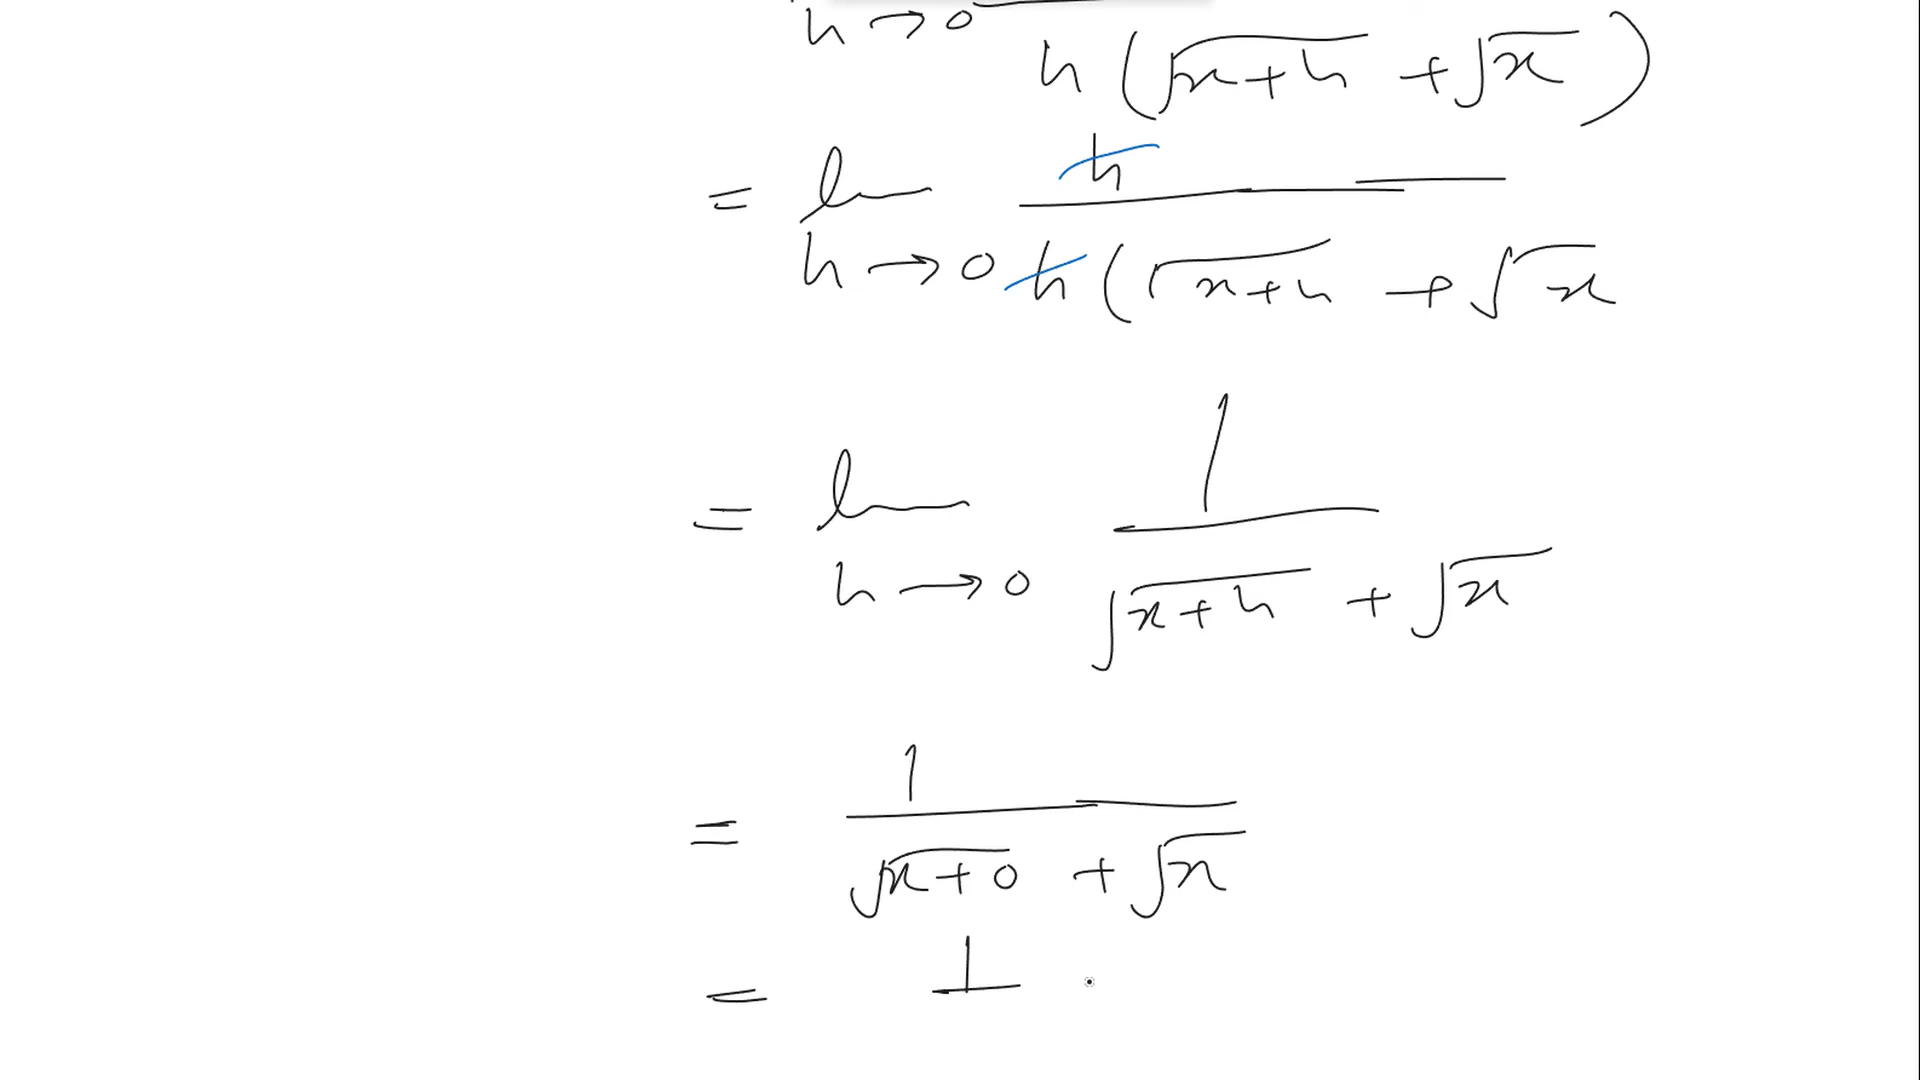 h → 0
h (√x+h + √x )
= lim h
h → 0 h (√x+h + √x
= lim 1
h → 0 √x+h + √x
= 1
√x+0 + √x
= 1